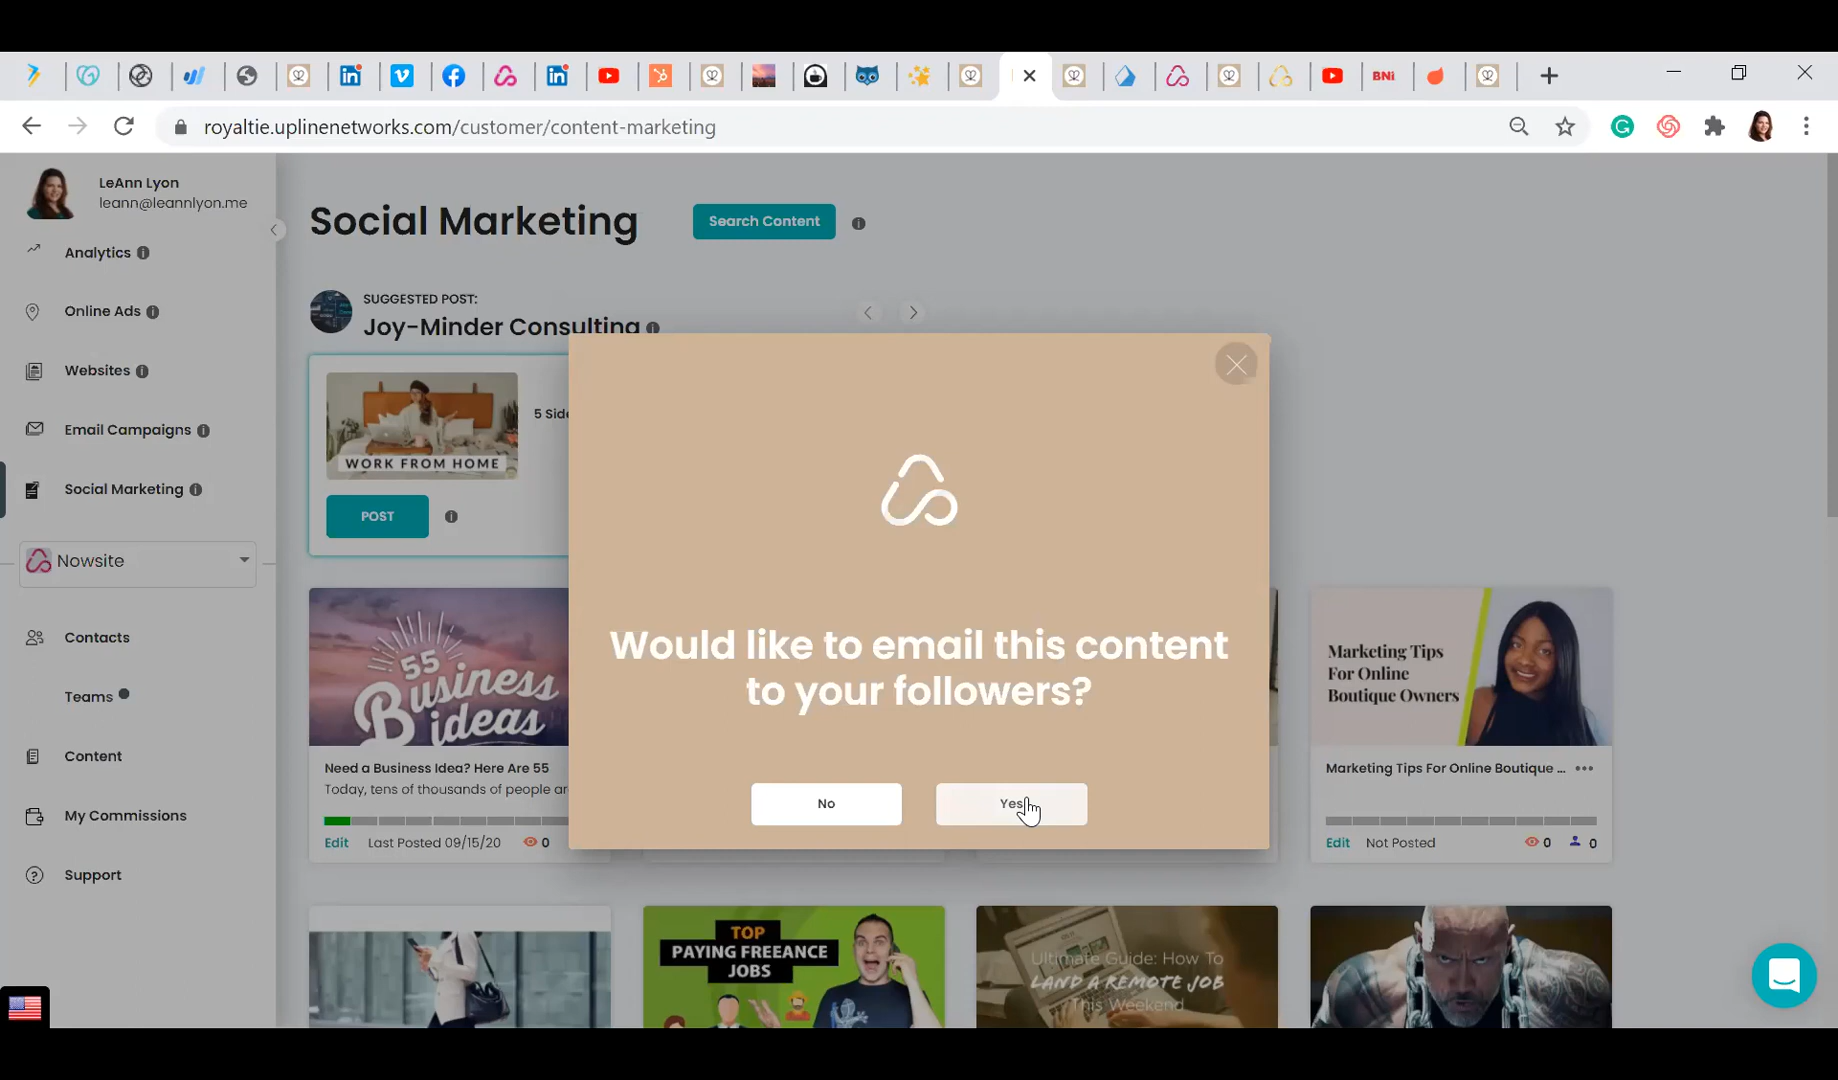 BNi
royaltie.uplinenetworks.com/customer/content-marketing
LeAnn Lyon
leann@leannlyon.me
Analytics
Online Ads
Websites
Email Campaigns
Social Marketing
Nowsite
Contacts
Teams
Content
My Commissions
Support
Social Marketing
Search Content
SUGGESTED POST:
Joy-Minder Consulting
WORK FROM HOME
5 Side
POST
Would like to email this content
to your followers?
No
Yes
55
Business
ideas
Need a Business Idea? Here Are 55
Today, tens of thousands of people are
Edit
Last Posted 09/15/20
0
Marketing Tips
For Online
Boutique Owners
Marketing Tips For Online Boutique ...
Edit
Not Posted
0
0
TOP
PAYING FREEANCE
JOBS
Ultimate Guide: How To
LAND A REMOTE JOB
This Weekend